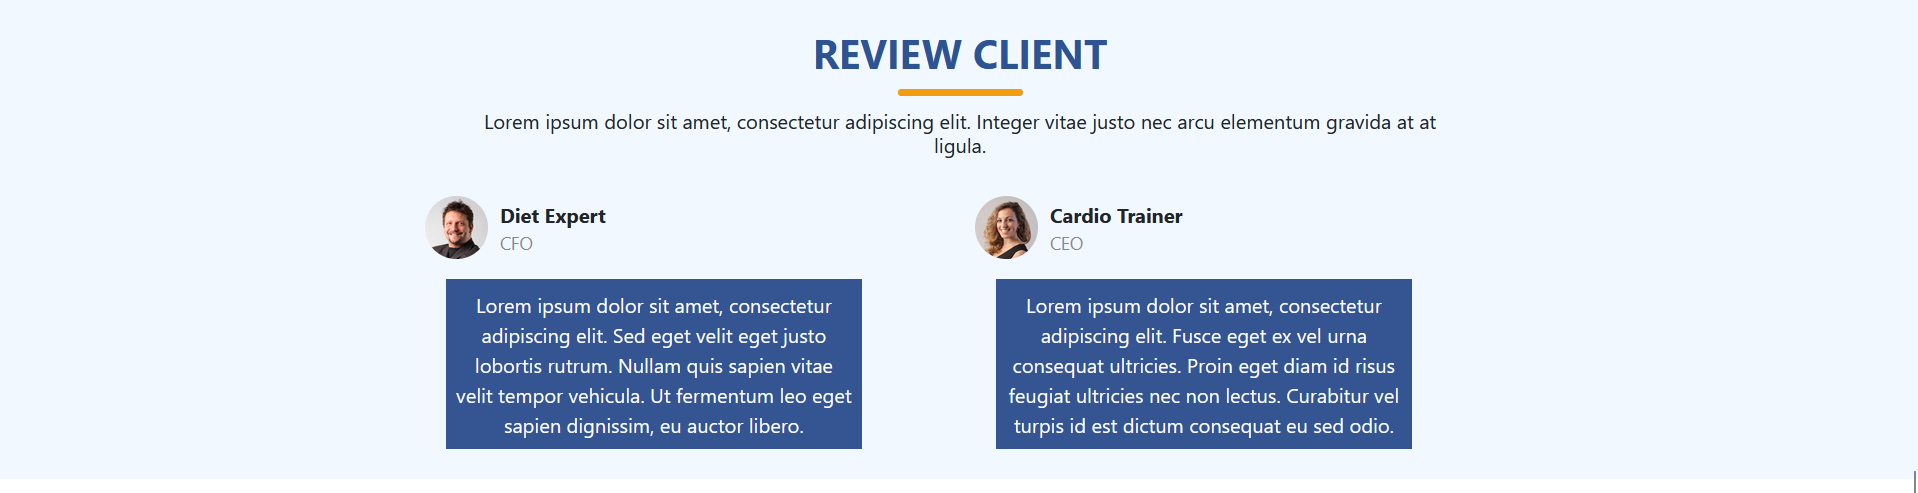 REVIEW CLIENT
Lorem ipsum dolor sit amet, consectetur adipiscing elit. Integer vitae justo nec arcu elementum gravida at at
ligula.
Diet Expert
CFO
Lorem ipsum dolor sit amet, consectetur
adipiscing elit. Sed eget velit eget justo
lobortis rutrum. Nullam quis sapien vitae
velit tempor vehicula. Ut fermentum leo eget
sapien dignissim, eu auctor libero.
Cardio Trainer
CEO
Lorem ipsum dolor sit amet, consectetur
adipiscing elit. Fusce eget ex vel urna
consequat ultricies. Proin eget diam id risus
feugiat ultricies nec non lectus. Curabitur vel
turpis id est dictum consequat eu sed odio.